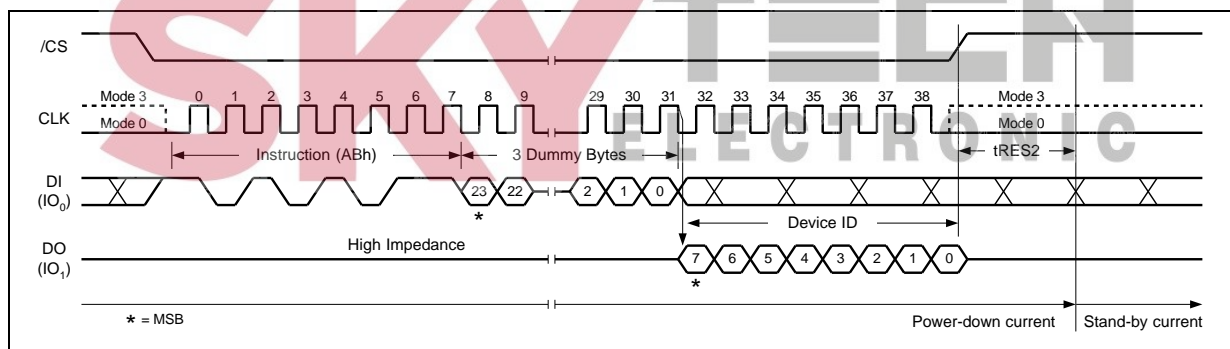 SKYTECH
ELECTRONIC
/CS
Mode 3 0 1 2 3 4 5 6 7 8 9 29 30 31 32 33 34 35 36 37 38 Mode 3
CLK Mode 0 Mode 0
Instruction (ABh) 3 Dummy Bytes tRES2
DI
(IO0)
23 22 2 1 0
*
Device ID
High Impedance
DO
(IO1)
7 6 5 4 3 2 1 0
*
* = MSB
Power-down current Stand-by current